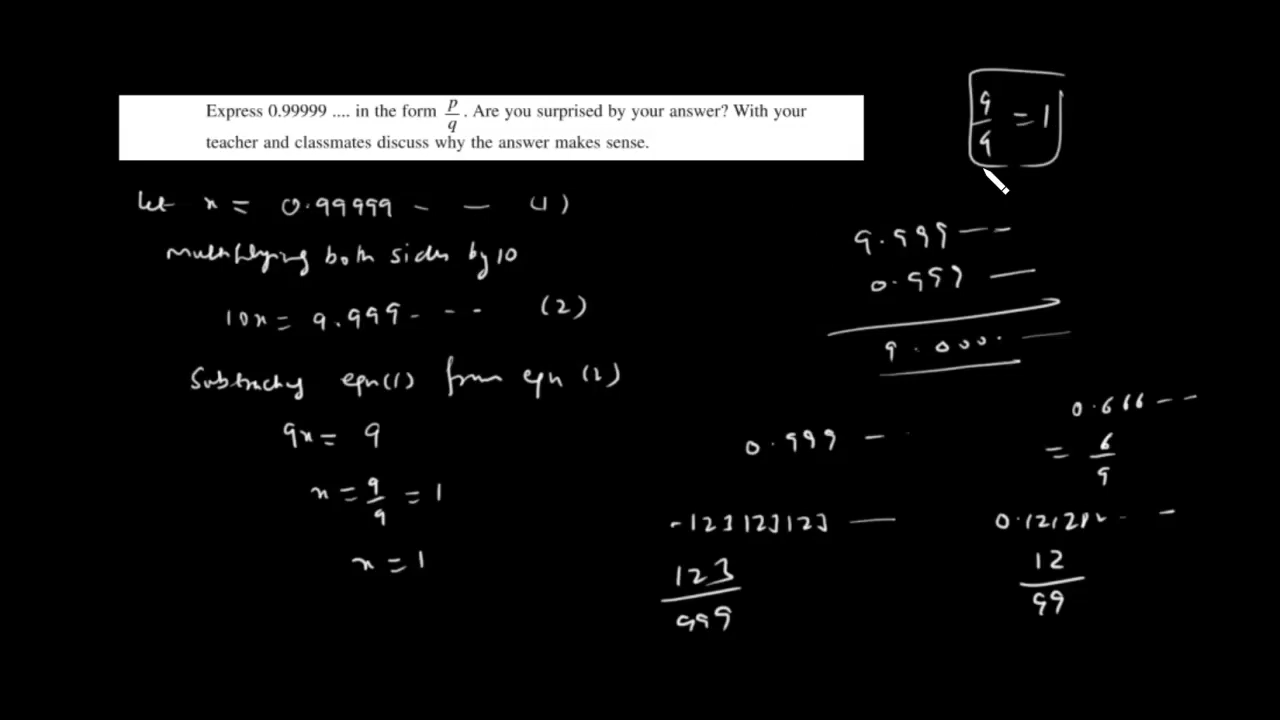 Express 0.99999 .... in the form p/q. Are you surprised by your answer? With your
teacher and classmates discuss why the answer makes sense.
Let x = 0.99999 - - (1)
multiplying both sides by 10
10x = 9.999 - - - (2)
Subtracting eqn(1) from eqn (2)
9x = 9
x = 9/9 = 1
x = 1
9/9 = 1
9.999 - -
0.999 -
9.000. -
0.999 -
0.666 - -
= 6/9
.123123123 -
123/999
0.1212 - -
12/99